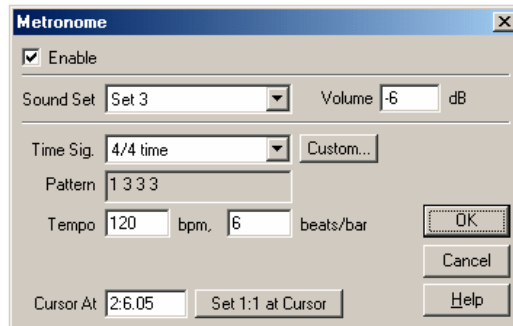 Metronome
Enable
Sound Set Set 3 Volume -6 dB
Time Sig. 4/4 time Custom...
Pattern 1 3 3 3
Tempo 120 bpm, 6 beats/bar
OK
Cancel
Cursor At 2:6.05 Set 1:1 at Cursor Help